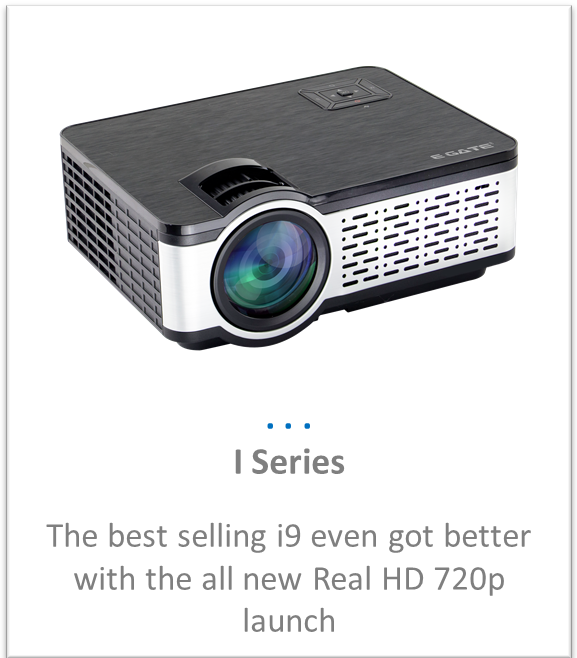 EGATE
...
I Series
The best selling i9 even got better
with the all new Real HD 720p
launch